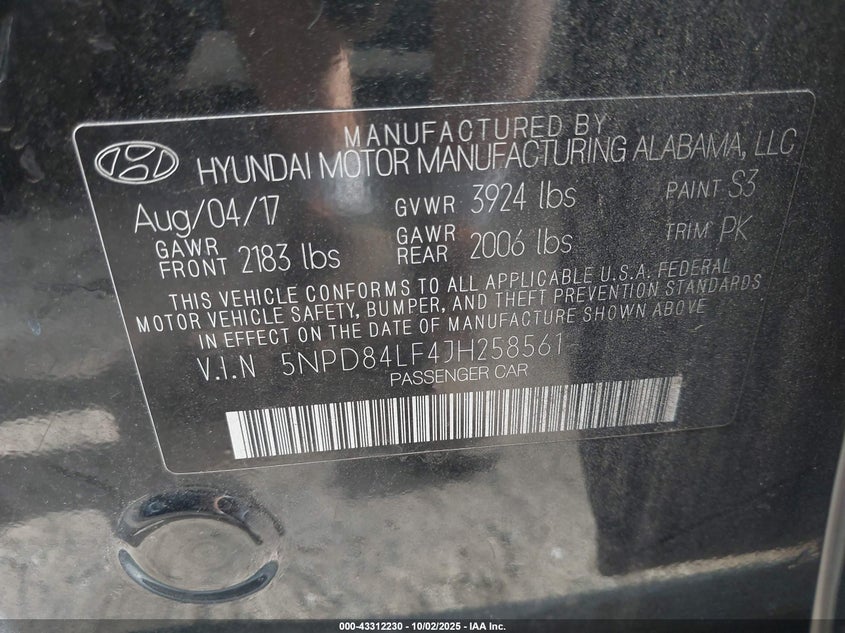 MANUFACTURED BY
HYUNDAI MOTOR MANUFACTURING ALABAMA, LLC
Aug/04/17 GVWR 3924 lbs PAINT S3
GAWR FRONT 2183 lbs GAWR REAR 2006 lbs TRIM PK
THIS VEHICLE CONFORMS TO ALL APPLICABLE U.S.A. FEDERAL
MOTOR VEHICLE SAFETY, BUMPER, AND THEFT PREVENTION STANDARDS
IN EFFECT ON THE DATE OF MANUFACTURE SHOWN ABOVE
V.I.N 5NPD84LF4JH258561
PASSENGER CAR
000-43312230 - 10/02/2025 - IAA Inc.